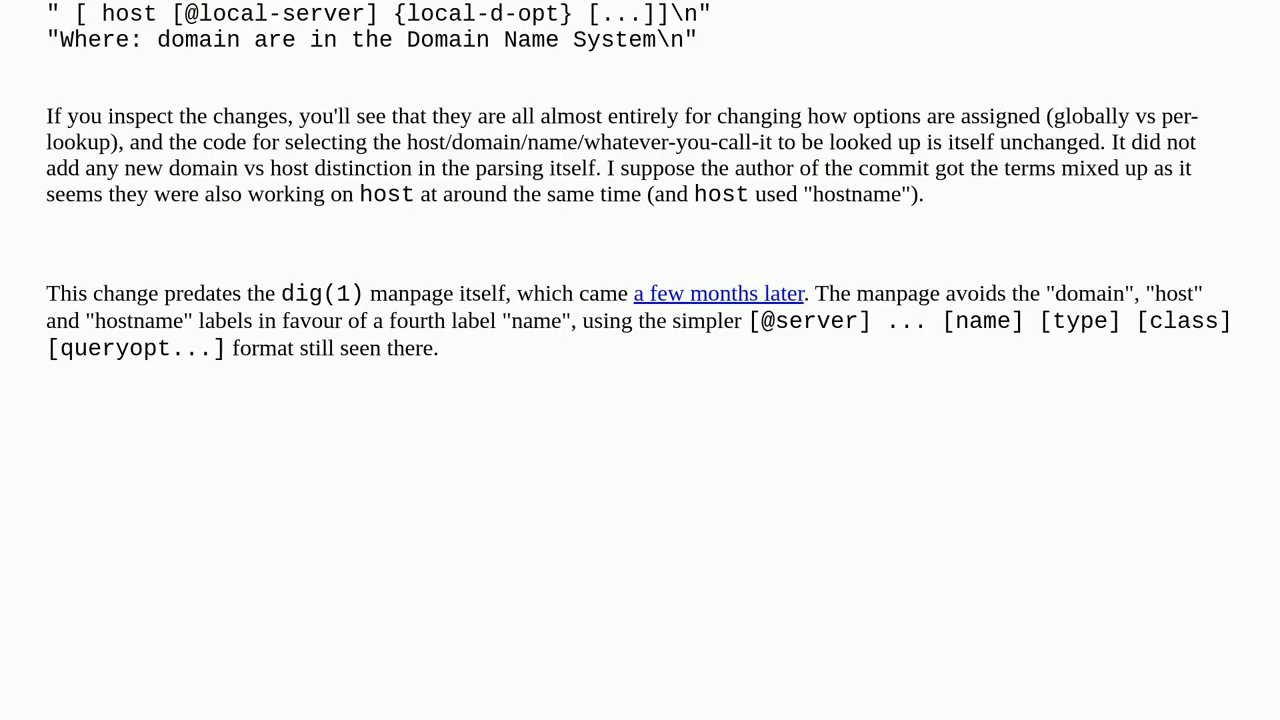 " [ host [@local-server] {local-d-opt} [...]]\n"
"Where: domain are in the Domain Name System\n"
If you inspect the changes, you'll see that they are all almost entirely for changing how options are assigned (globally vs per-
lookup), and the code for selecting the host/domain/name/whatever-you-call-it to be looked up is itself unchanged. It did not
add any new domain vs host distinction in the parsing itself. I suppose the author of the commit got the terms mixed up as it
seems they were also working on host at around the same time (and host used "hostname").
This change predates the dig(1) manpage itself, which came a few months later. The manpage avoids the "domain", "host"
and "hostname" labels in favour of a fourth label "name", using the simpler [@server] ... [name] [type] [class]
[queryopt...] format still seen there.